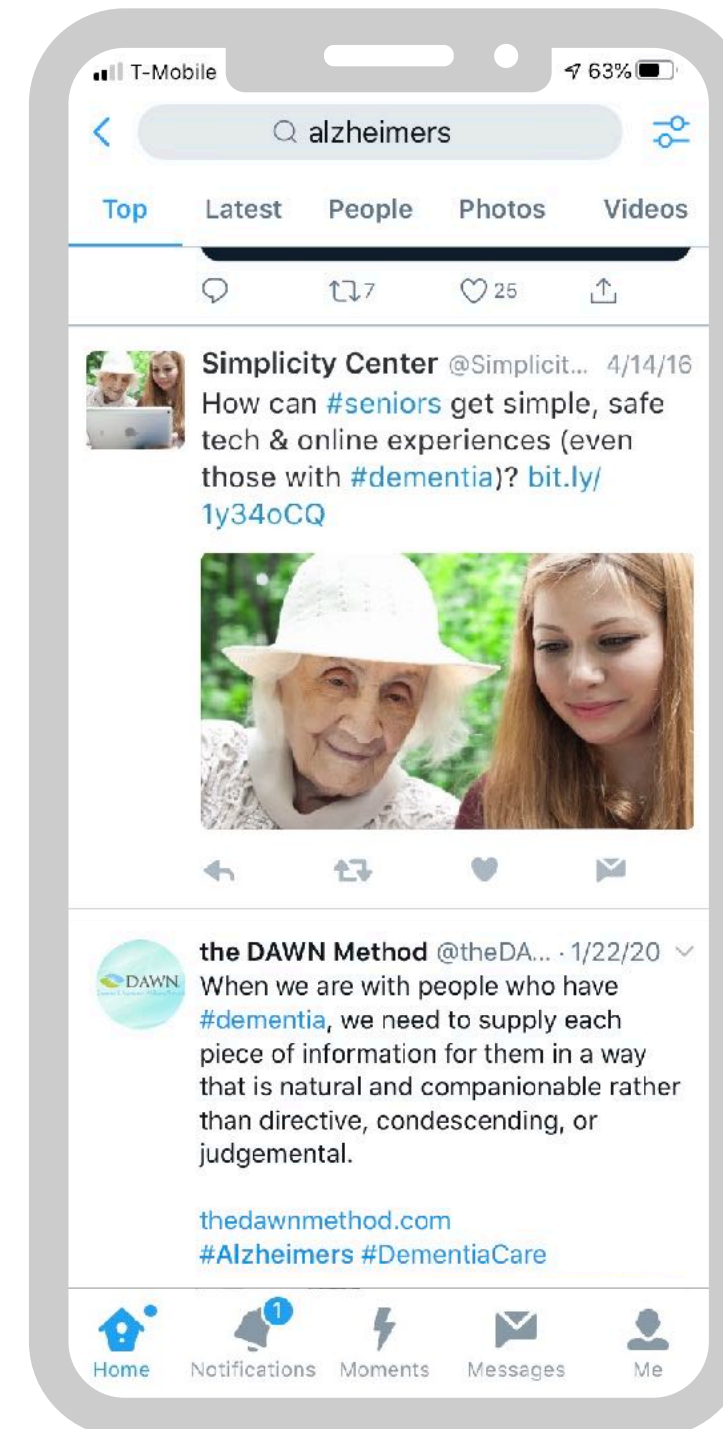 T-Mobile 63%
alzheimers
Top Latest People Photos Videos
7 25
Simplicity Center @Simplicit... 4/14/16
How can #seniors get simple, safe
tech & online experiences (even
those with #dementia)? bit.ly/
1y34oCQ
the DAWN Method @theDA... · 1/22/20
DAWN
When we are with people who have
#dementia, we need to supply each
piece of information for them in a way
that is natural and companionable rather
than directive, condescending, or
judgemental.
thedawnmethod.com
#Alzheimers #DementiaCare
1
Home Notifications Moments Messages Me